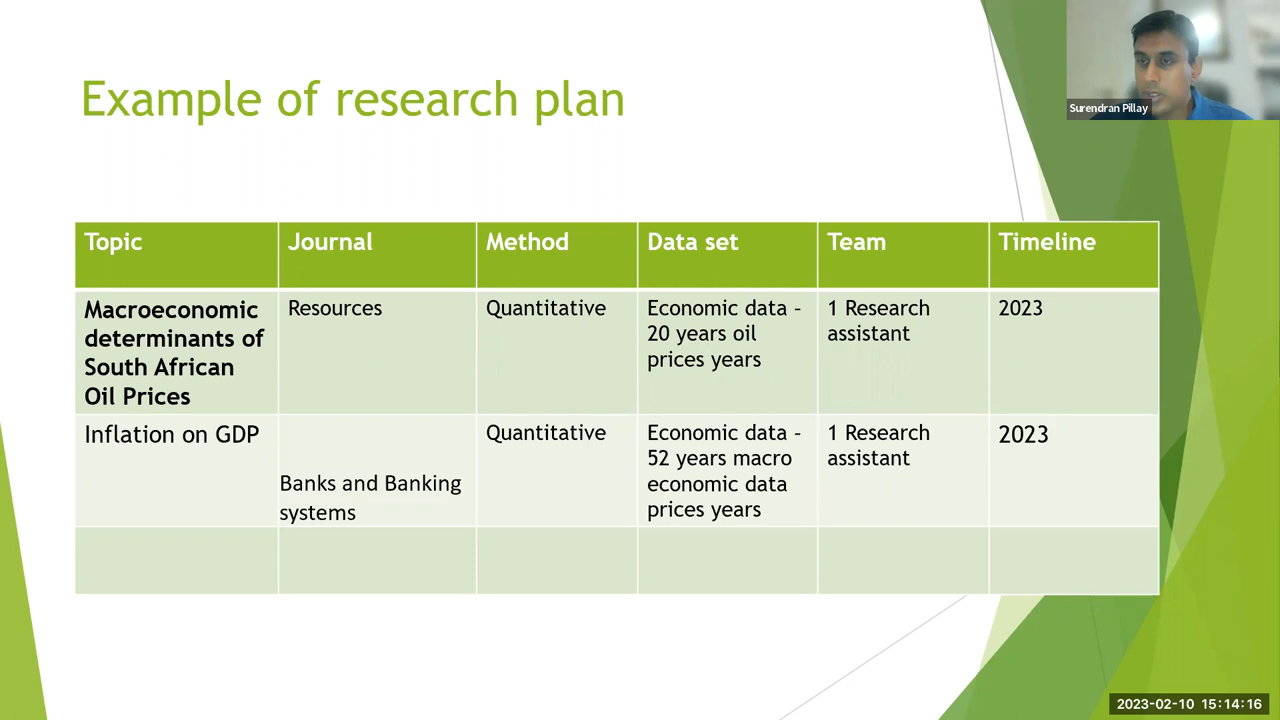 Surendran Pillay
Example of research plan
Topic
Journal
Method
Data set
Team
Timeline
Macroeconomic
determinants of
South African
Oil Prices
Resources
Quantitative
Economic data –
20 years oil
prices years
1 Research
assistant
2023
Inflation on GDP
Banks and Banking
systems
Quantitative
Economic data –
52 years macro
economic data
prices years
1 Research
assistant
2023
2023-02-10 15:14:16